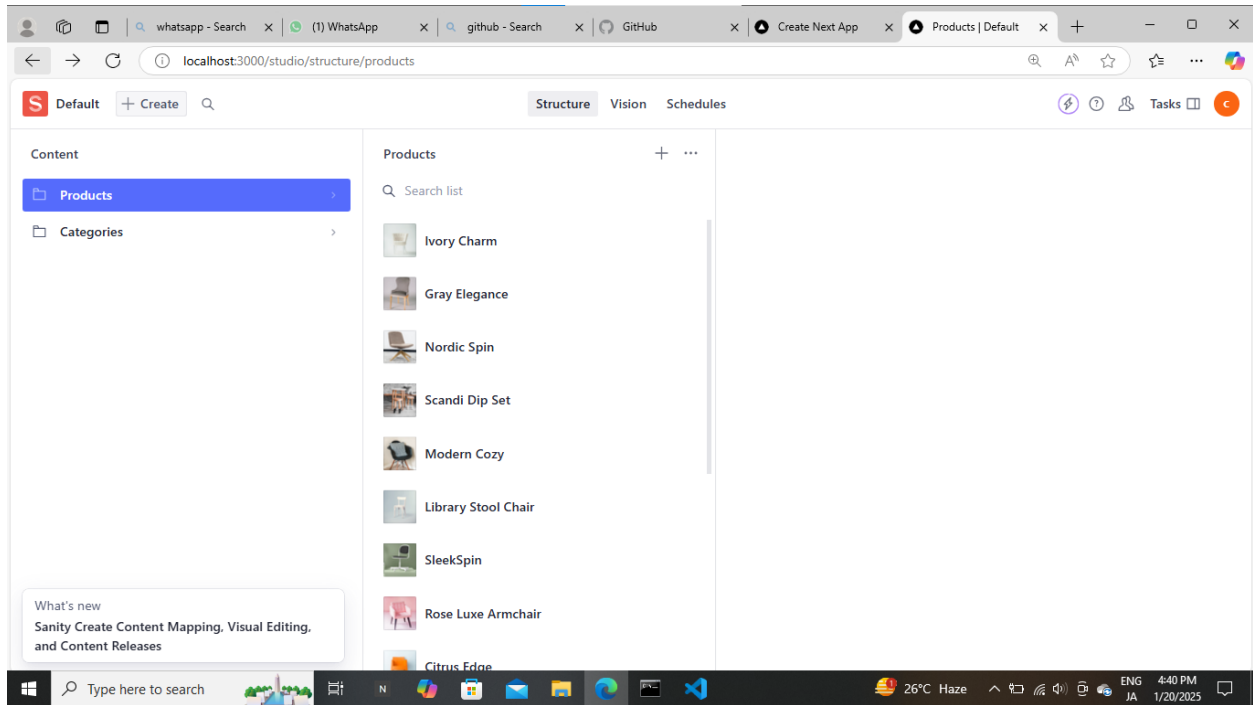 whatsapp - Search
(1) WhatsApp
github - Search
GitHub
Create Next App
Products | Default
localhost:3000/studio/structure/products
S Default
Create
Structure
Vision
Schedules
Tasks
C
Content
Products
Categories
Products
Search list
Ivory Charm
Gray Elegance
Nordic Spin
Scandi Dip Set
Modern Cozy
Library Stool Chair
SleekSpin
Rose Luxe Armchair
Citrus Edge
What's new
Sanity Create Content Mapping, Visual Editing,
and Content Releases
Type here to search
26°C Haze
ENG
JA
4:40 PM
1/20/2025